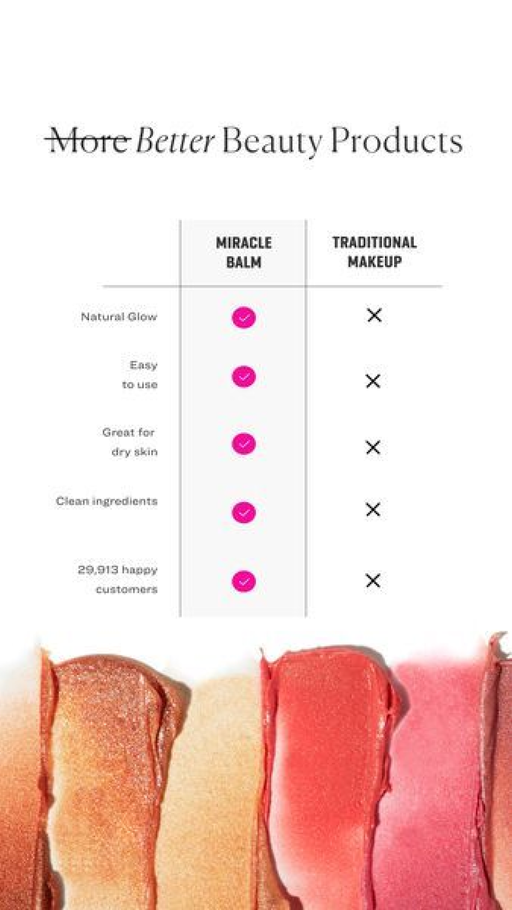 More Better Beauty Products
MIRACLE
BALM
TRADITIONAL
MAKEUP
Natural Glow
Easy
to use
Great for
dry skin
Clean ingredients
29,913 happy
customers